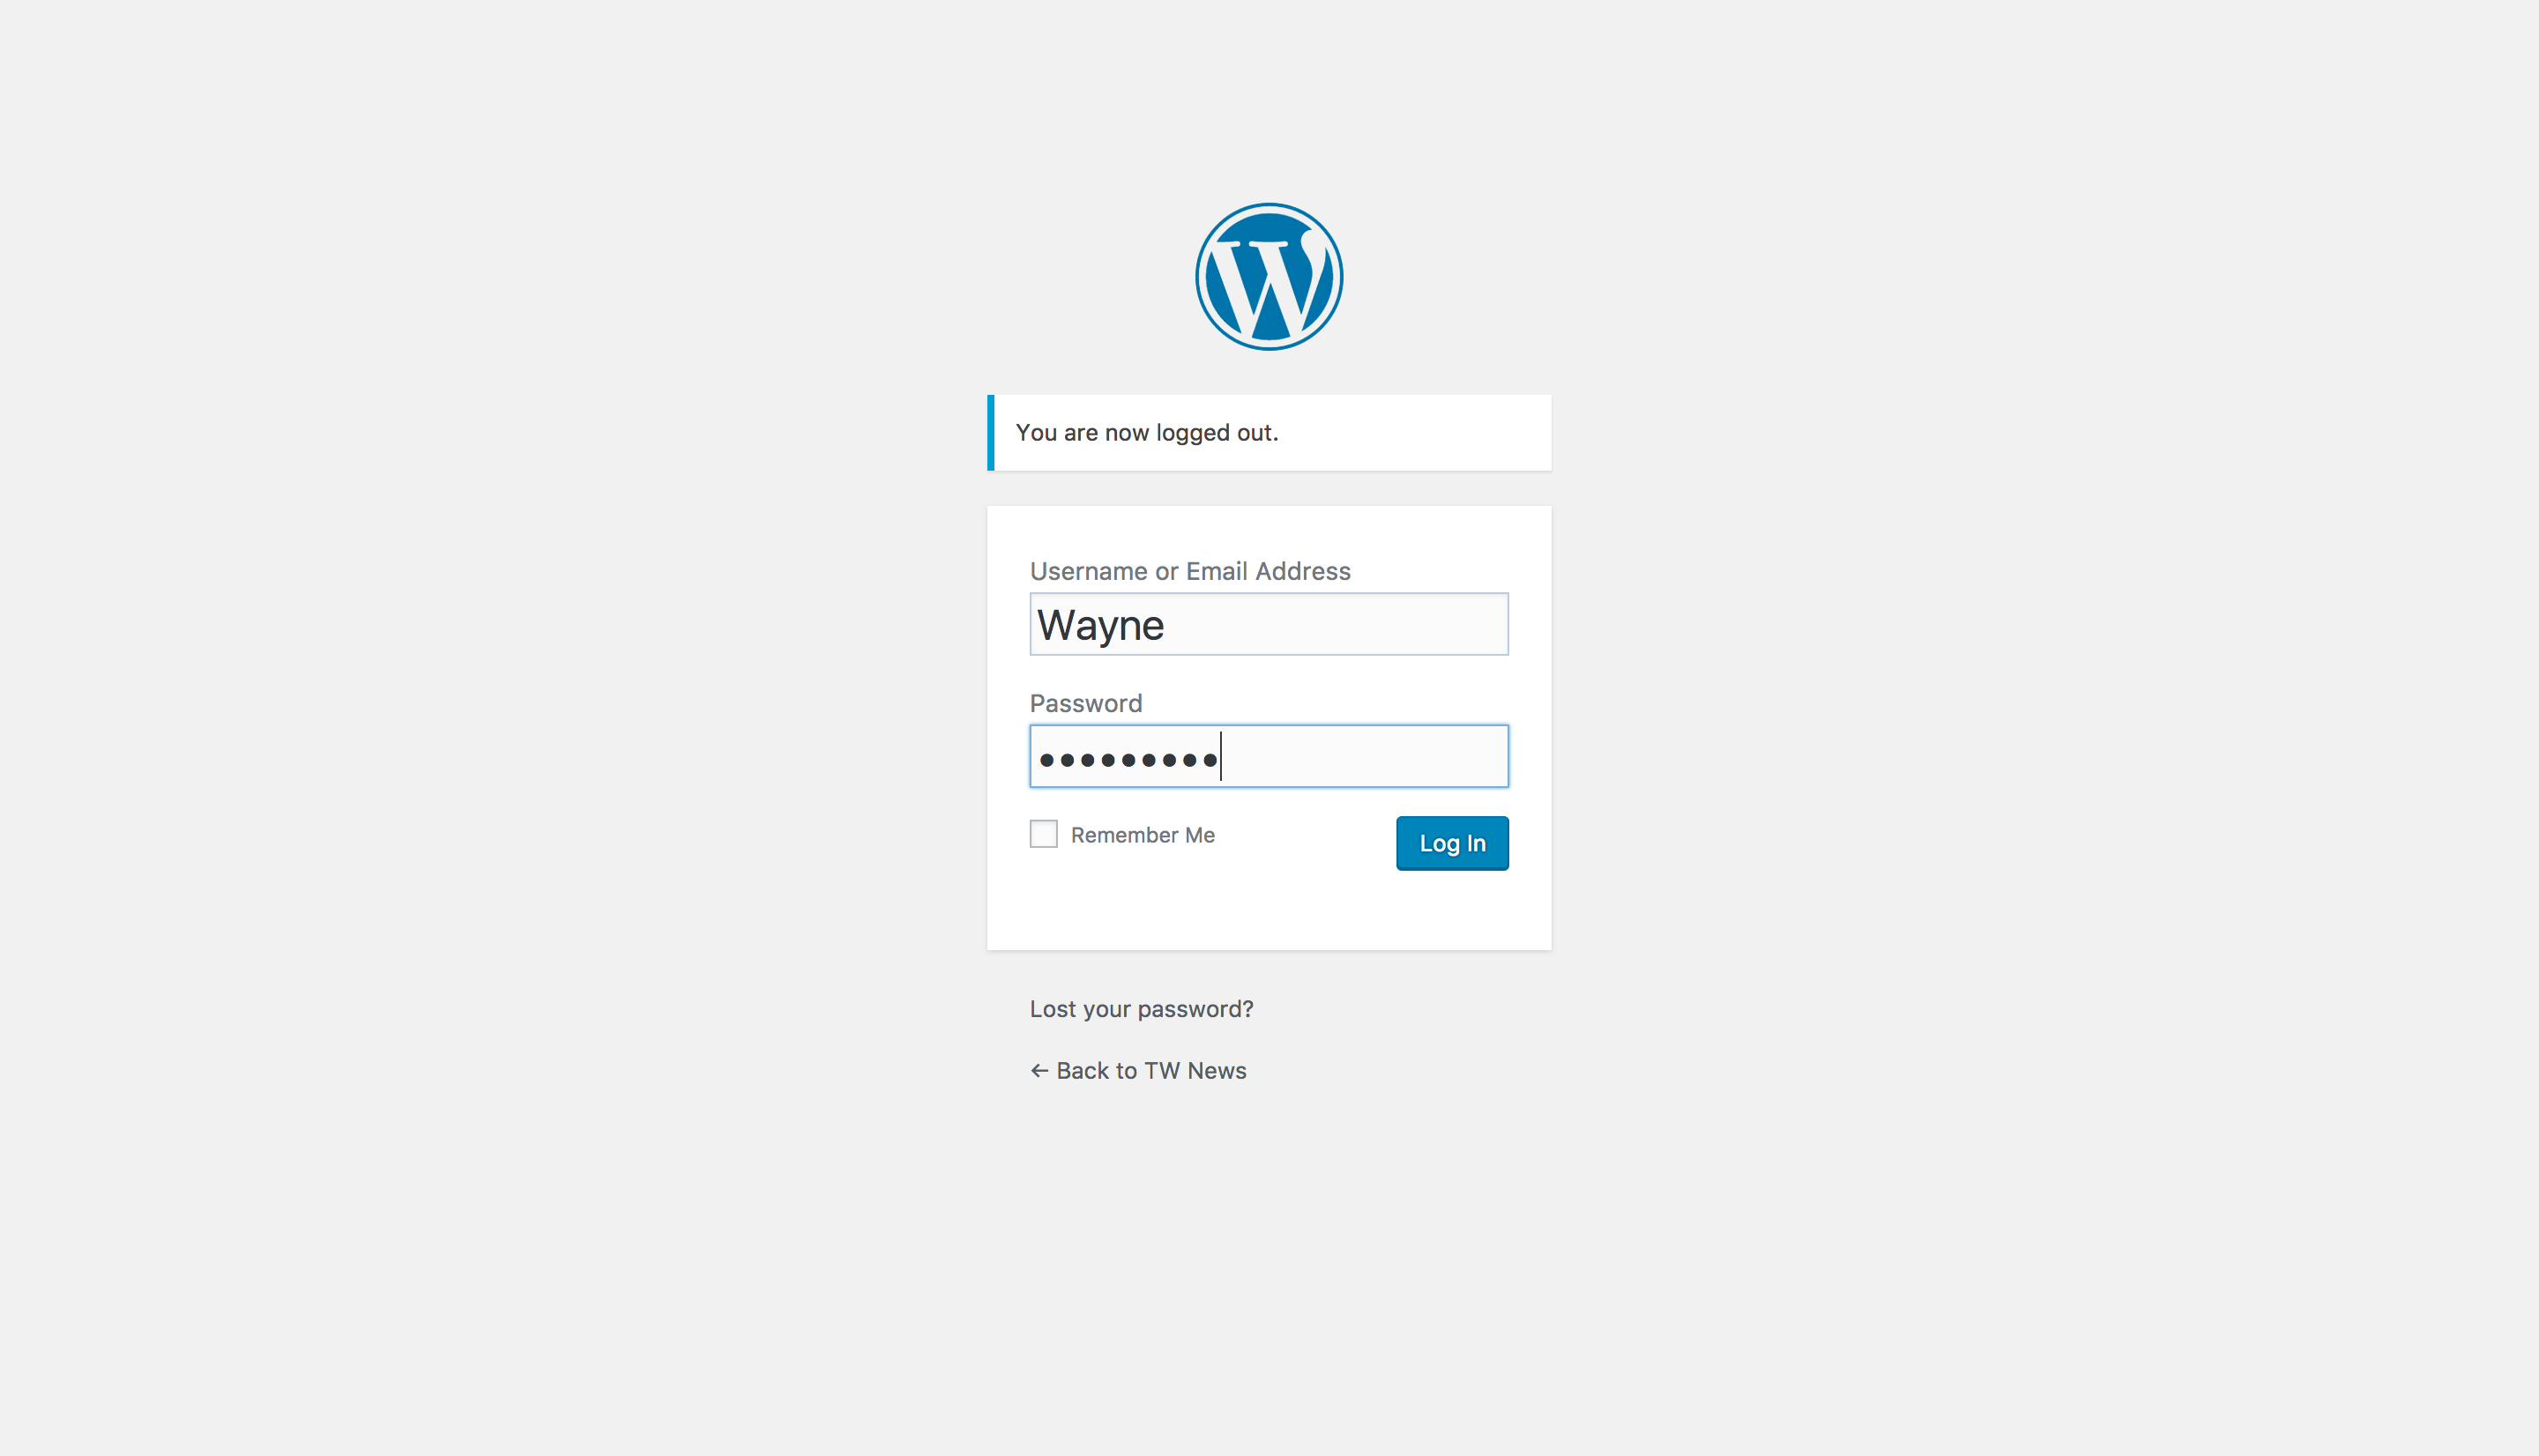 You are now logged out.
Username or Email Address
Wayne
Password
•••••••••
Remember Me
Log In
Lost your password?
← Back to TW News